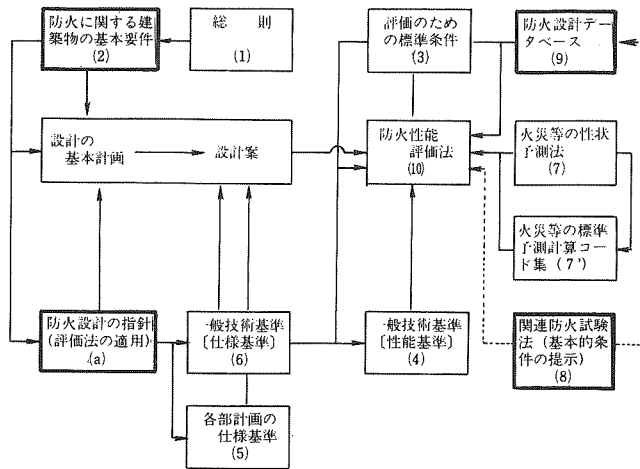 防火に関する建
築物の基本要件
(2)
総　則
(1)
評価のため
の標準条件
(3)
防火設計デー
タベース
(9)
設計の
基本計画
設計案
防火性能
評価法
(10)
火災等の性状
予測法
(7)
火災等の標準
予測計算コー
ド集(7')
防火設計の指針
(評価法の適用)
(a)
一般技術基準
〔仕様基準〕
(6)
一般技術基準
〔性能基準〕
(4)
関連防火試験
法(基本的条
件の提示)
(8)
各部計画の
仕様基準
(5)